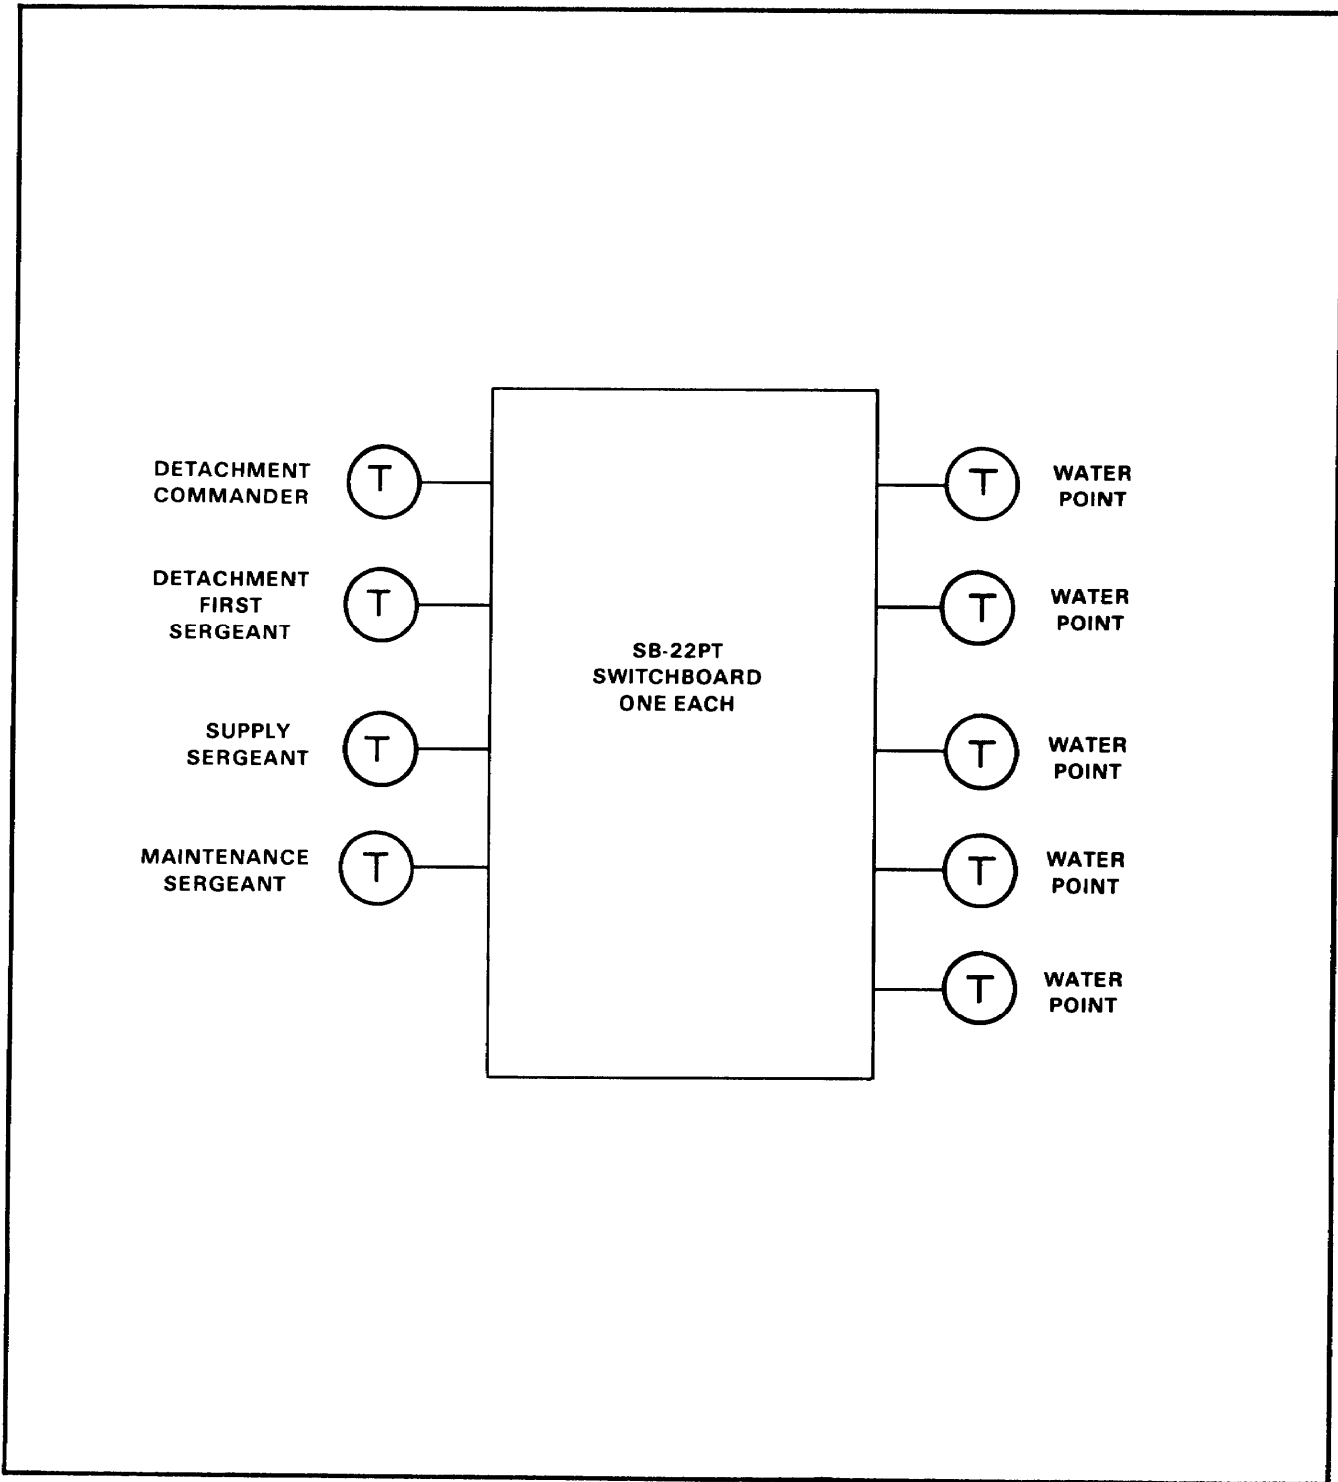 DETACHMENT
COMMANDER
T
DETACHMENT
FIRST
SERGEANT
T
SUPPLY
SERGEANT
T
MAINTENANCE
SERGEANT
T
SB-22PT
SWITCHBOARD
ONE EACH
T
WATER
POINT
T
WATER
POINT
T
WATER
POINT
T
WATER
POINT
T
WATER
POINT